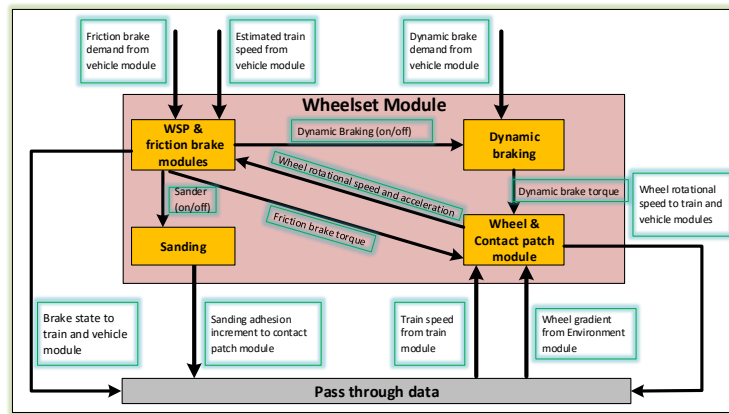 Friction brake
demand from
vehicle module
Estimated train
speed from
vehicle module
Dynamic brake
demand from
vehicle module
Wheelset Module
WSP &
friction brake
modules
Dynamic Braking (on/off)
Dynamic
braking
Wheel rotational speed and acceleration
Sander
(on/off)
Friction brake torque
Dynamic brake torque
Wheel rotational
speed to train and
vehicle modules
Sanding
Wheel &
Contact patch
module
Brake state to
train and vehicle
module
Sanding adhesion
increment to contact
patch module
Train speed
from train
module
Wheel gradient
from Environment
module
Pass through data